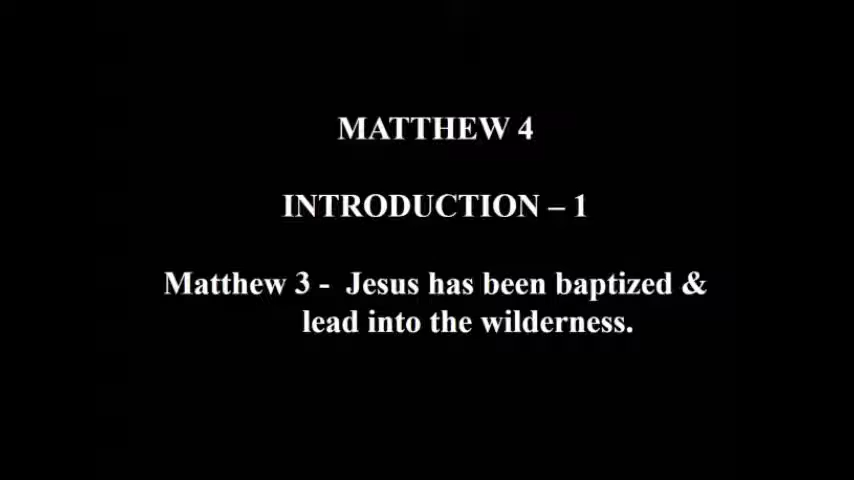 MATTHEW 4
INTRODUCTION – 1
Matthew 3 - Jesus has been baptized &
lead into the wilderness.